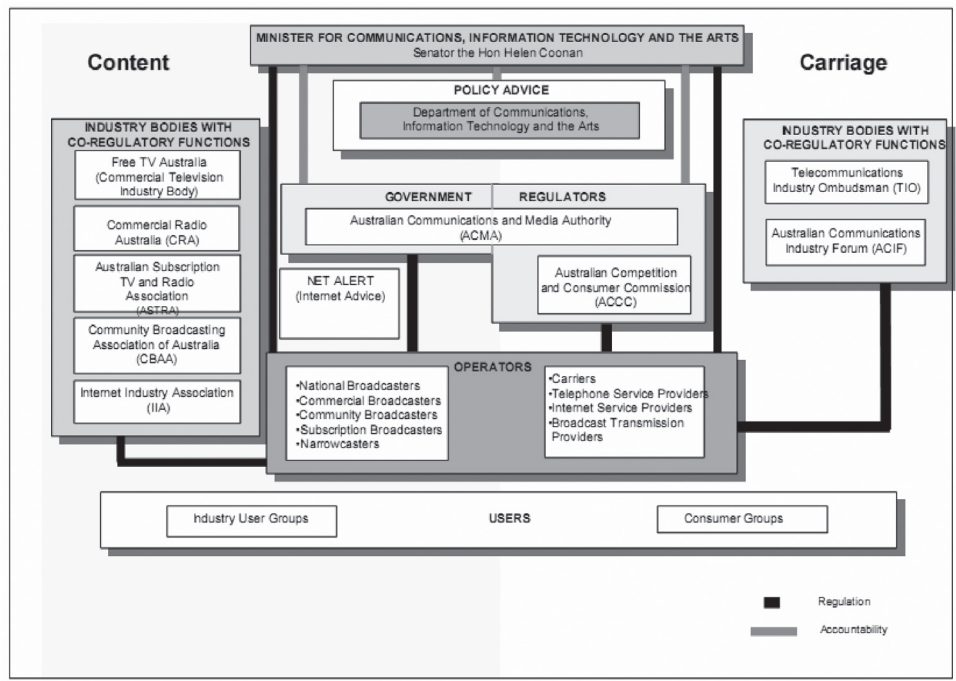 MINISTER FOR COMMUNICATIONS, INFORMATION TECHNOLOGY AND THE ARTS
Senator the Hon Helen Coonan
Content
Carriage
POLICY ADVICE
Department of Communications,
Information Technology and the Arts
INDUSTRY BODIES WITH
CO-REGULATORY FUNCTIONS
Free TV Australia
(Commercial Television
Industry Body)
Commercial Radio
Australia (CRA)
Australian Subscription
TV and Radio
Association
(ASTRA)
Community Broadcasting
Association of Australia
(CBAA)
Internet Industry Association
(IIA)
GOVERNMENT REGULATORS
Australian Communications and Media Authority
(ACMA)
NET ALERT
(Internet Advice)
Australian Competition
and Consumer Commission
(ACCC)
INDUSTRY BODIES WITH
CO-REGULATORY FUNCTIONS
Telecommunications
Industry Ombudsman (TIO)
Australian Communications
Industry Forum (ACIF)
OPERATORS
•National Broadcasters
•Commercial Broadcasters
•Community Broadcasters
•Subscription Broadcasters
•Narrowcasters
•Carriers
•Telephone Service Providers
•Internet Service Providers
•Broadcast Transmission
Providers
Industry User Groups
USERS
Consumer Groups
Regulation
Accountability